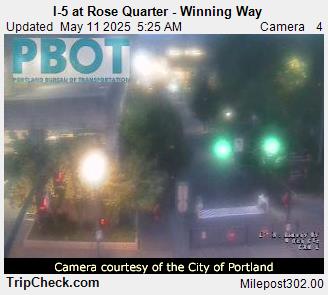 I-5 at Rose Quarter - Winning Way
Updated May 11 2025 5:25 AM Camera 4
PBOT
PORTLAND BUREAU OF TRANSPORTATION
Camera courtesy of the City of Portland
TripCheck.com Milepost302.00